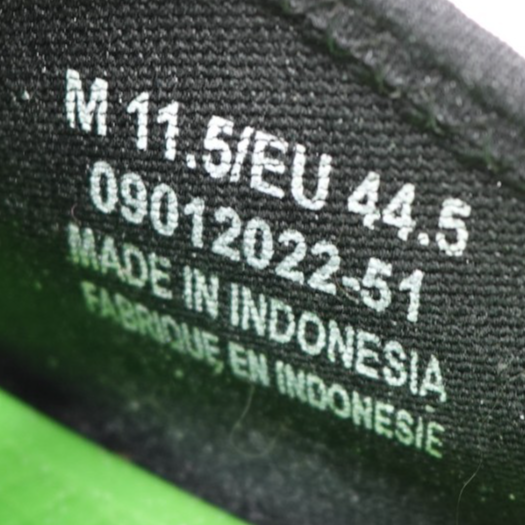 M 11.5/EU 44.5
09012022-51
MADE IN INDONESIA
FABRIQUE EN INDONESIE